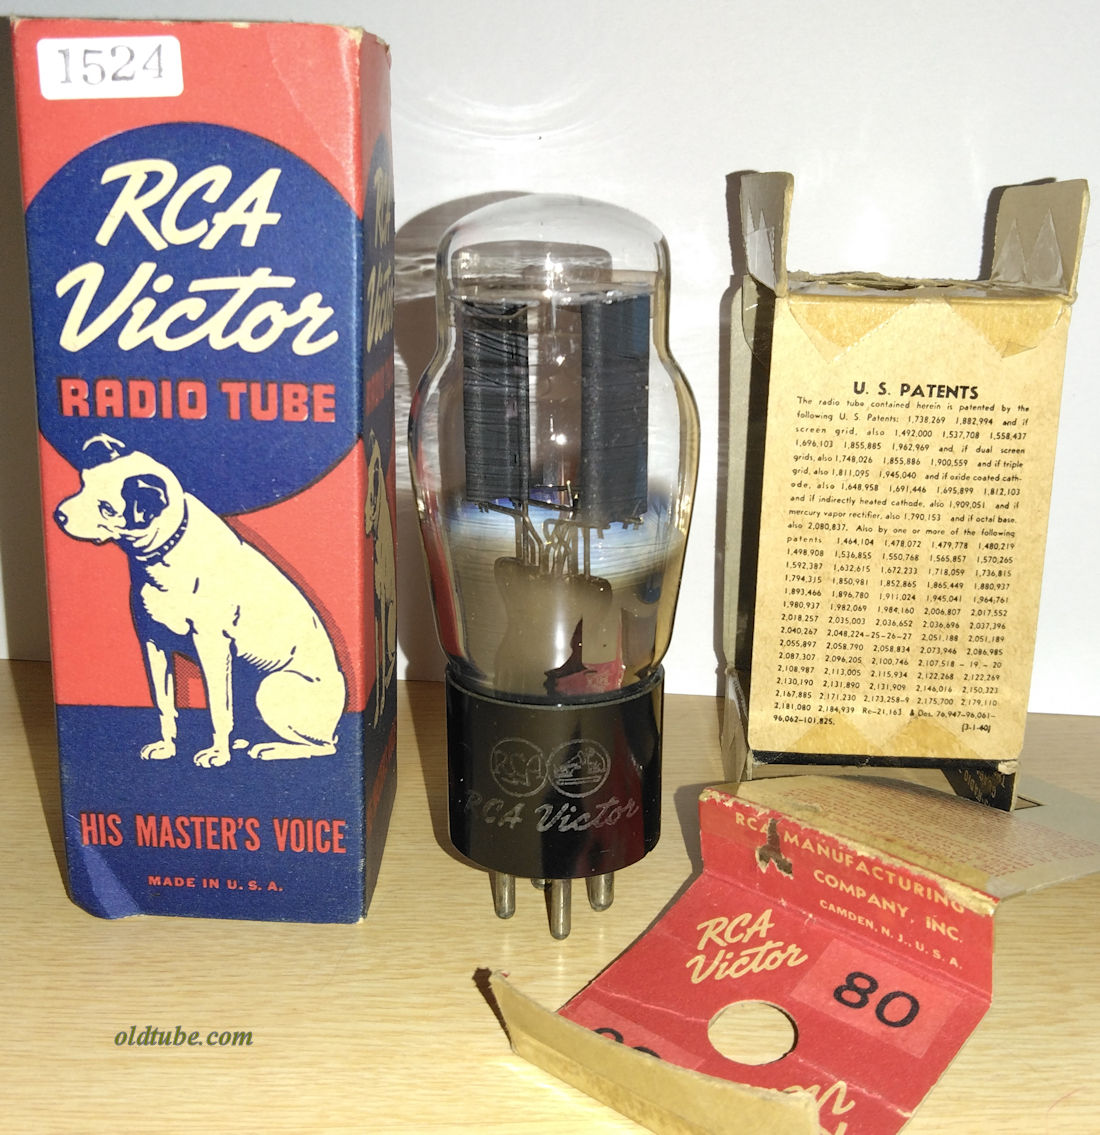 1524
RCA
Victor
RADIO TUBE
HIS MASTER'S VOICE
MADE IN U. S. A.
RCA
RCA Victor
U. S. PATENTS
The radio tube contained herein is patented by the
following U. S. Patents: 1,738,269 1,882,994 and if
screen grid, also 1,492,000 1,537,708 1,558,437
1,696,103 1,855,885 1,962,969 and, if dual screen
grids, also 1,748,026 1,855,886 1,900,559 and if triple
grid, also 1,811,095 1,945,040 and if oxide coated cath-
ode, also 1,648,958 1,691,446 1,695,899 1,812,103
and if indirectly heated cathode, also 1,909,051 and if
mercury vapor rectifier, also 1,790,153 and if octal base,
also 2,080,837. Also by one or more of the following
patents 1,464,104 1,478,072 1,479,778 1,480,219
1,498,908 1,536,855 1,550,768 1,565,857 1,570,265
1,592,387 1,632,615 1,672,233 1,718,059 1,736,815
1,794,315 1,850,981 1,852,865 1,865,449 1,880,937
1,893,466 1,896,780 1,911,024 1,945,041 1,964,761
1,980,937 1,982,069 1,984,160 2,006,807 2,017,552
2,018,257 2,035,003 2,036,652 2,036,696 2,037,396
2,040,267 2,048,224-25-26-27 2,051,188 2,051,189
2,055,897 2,058,790 2,058,834 2,073,946 2,086,985
2,087,307 2,096,205 2,100,746 2,107,518 - 19 - 20
2,108,987 2,113,005 2,115,934 2,122,268 2,122,269
2,130,190 2,131,890 2,131,909 2,146,016 2,150,323
2,167,885 2,171,230 2,173,258-9 2,175,700 2,179,110
2,181,080 2,184,939 Re-21,163 & Des. 76,947-96,061-
96,062-101,825.
[3-1-40]
RCA MANUFACTURING
COMPANY, INC.
CAMDEN, N. J., U. S. A.
RCA
Victor
80
oldtube.com